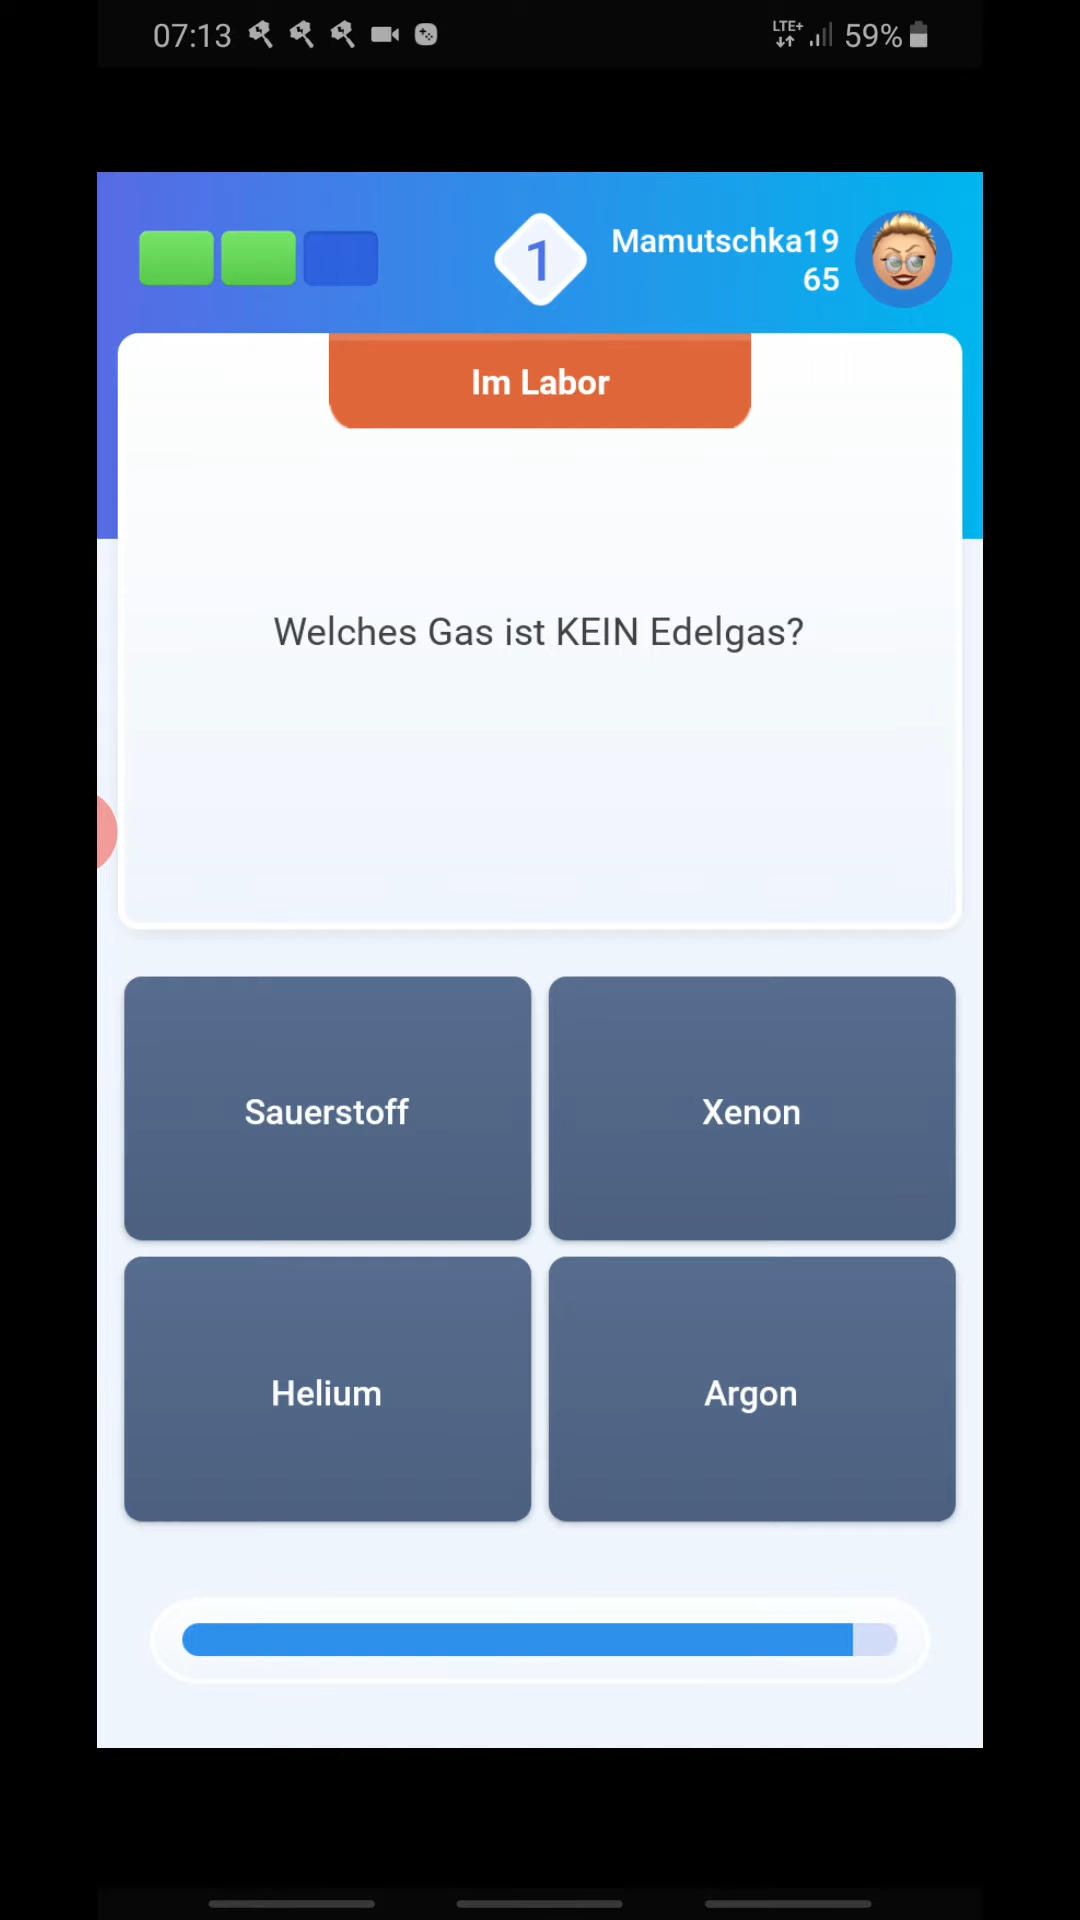 07:13
LTE+ 59%
1
Mamutschka19
65
Im Labor
Welches Gas ist KEIN Edelgas?
Sauerstoff
Xenon
Helium
Argon